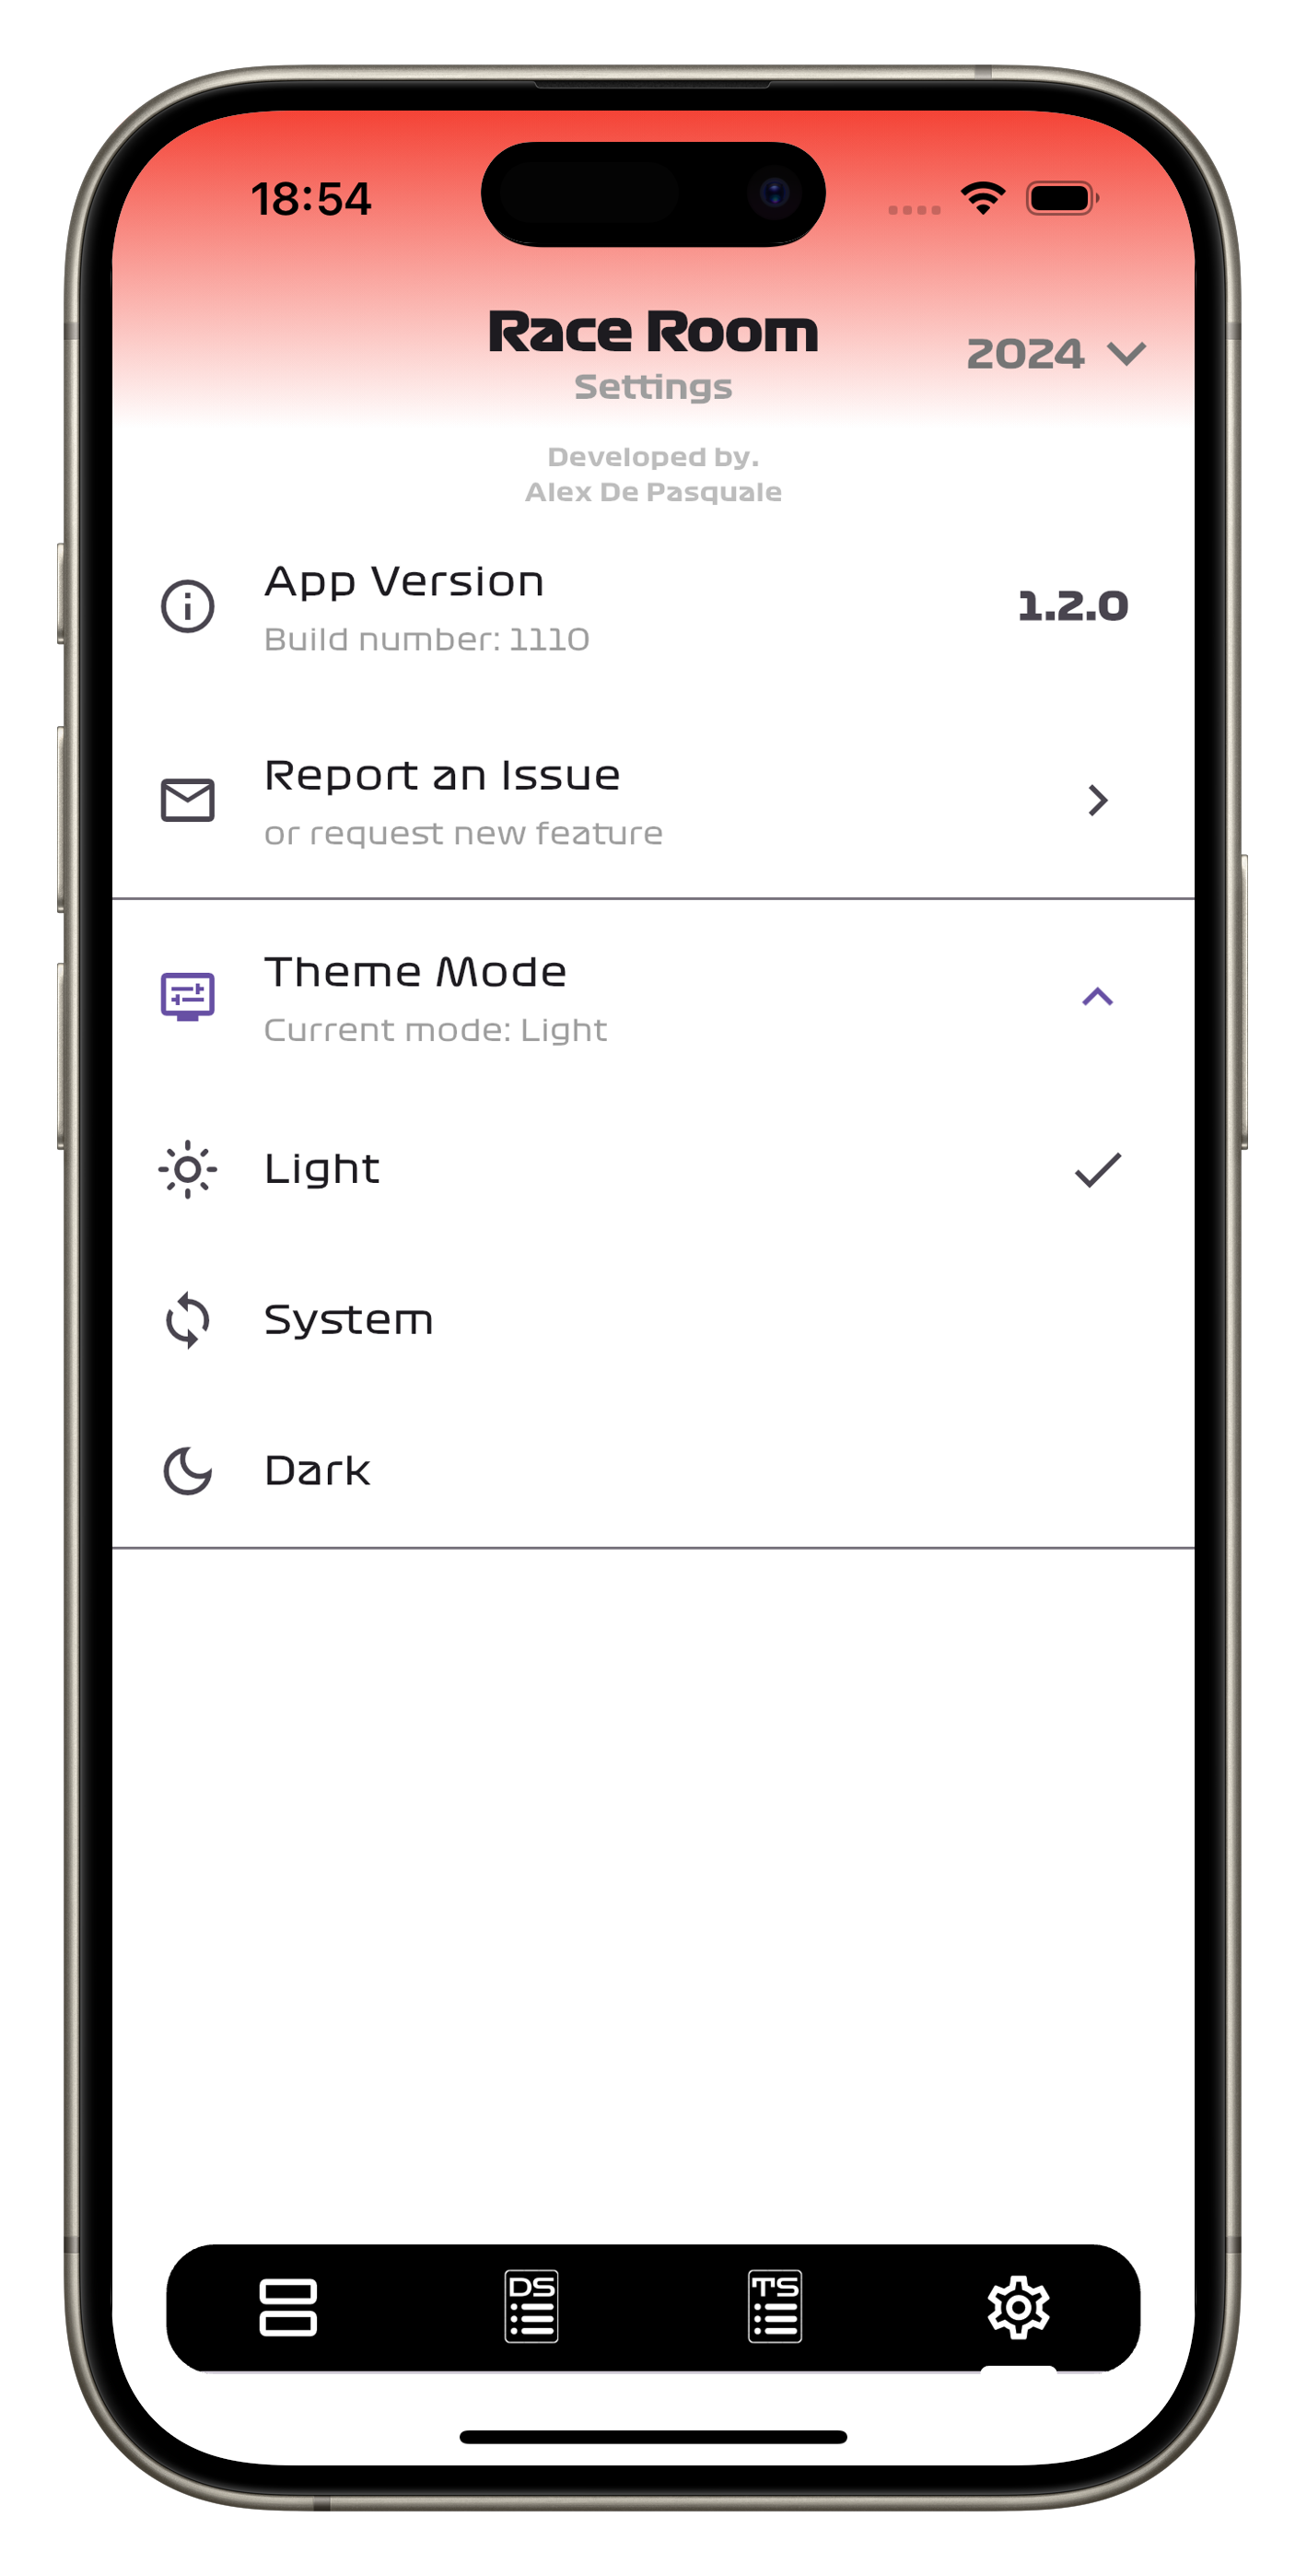 18:54
Race Room
2024
Settings
Developed by.
Alex De Pasquale
App Version
1.2.0
Build number: 1110
Report an Issue
or request new feature
Theme Mode
Current mode: Light
Light
System
Dark
DS
TS